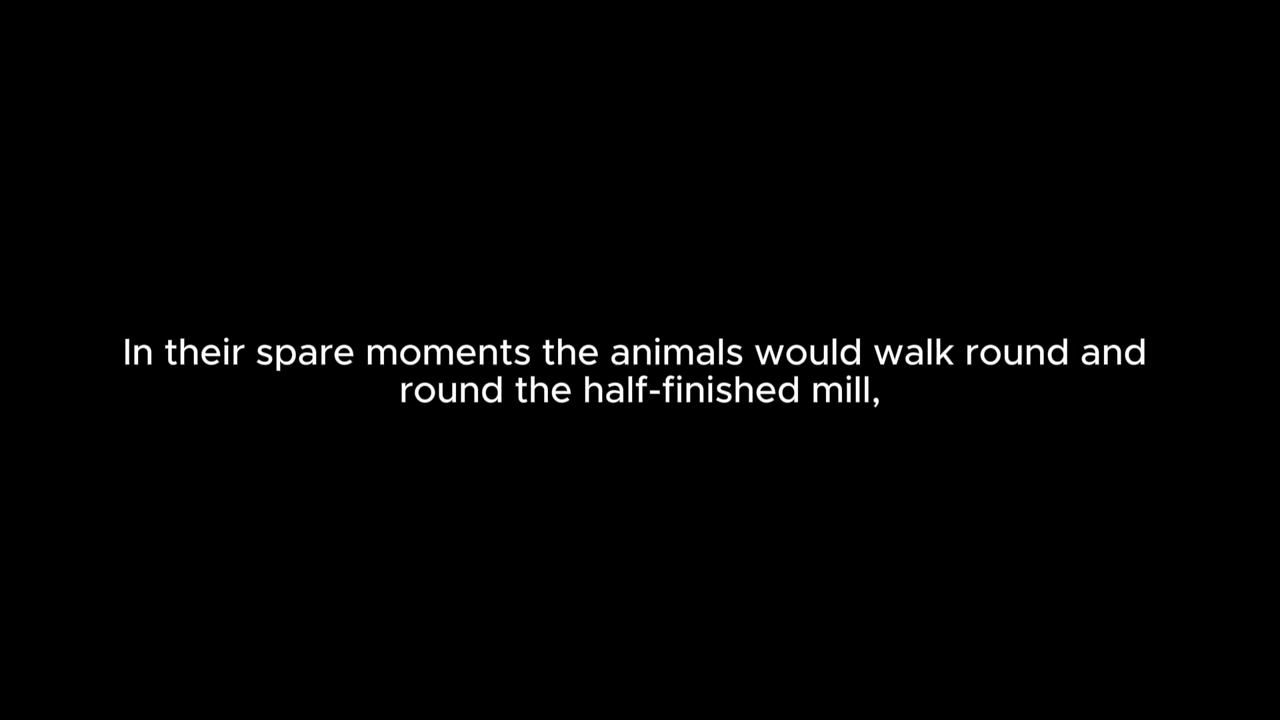 In their spare moments the animals would walk round and
round the half-finished mill,